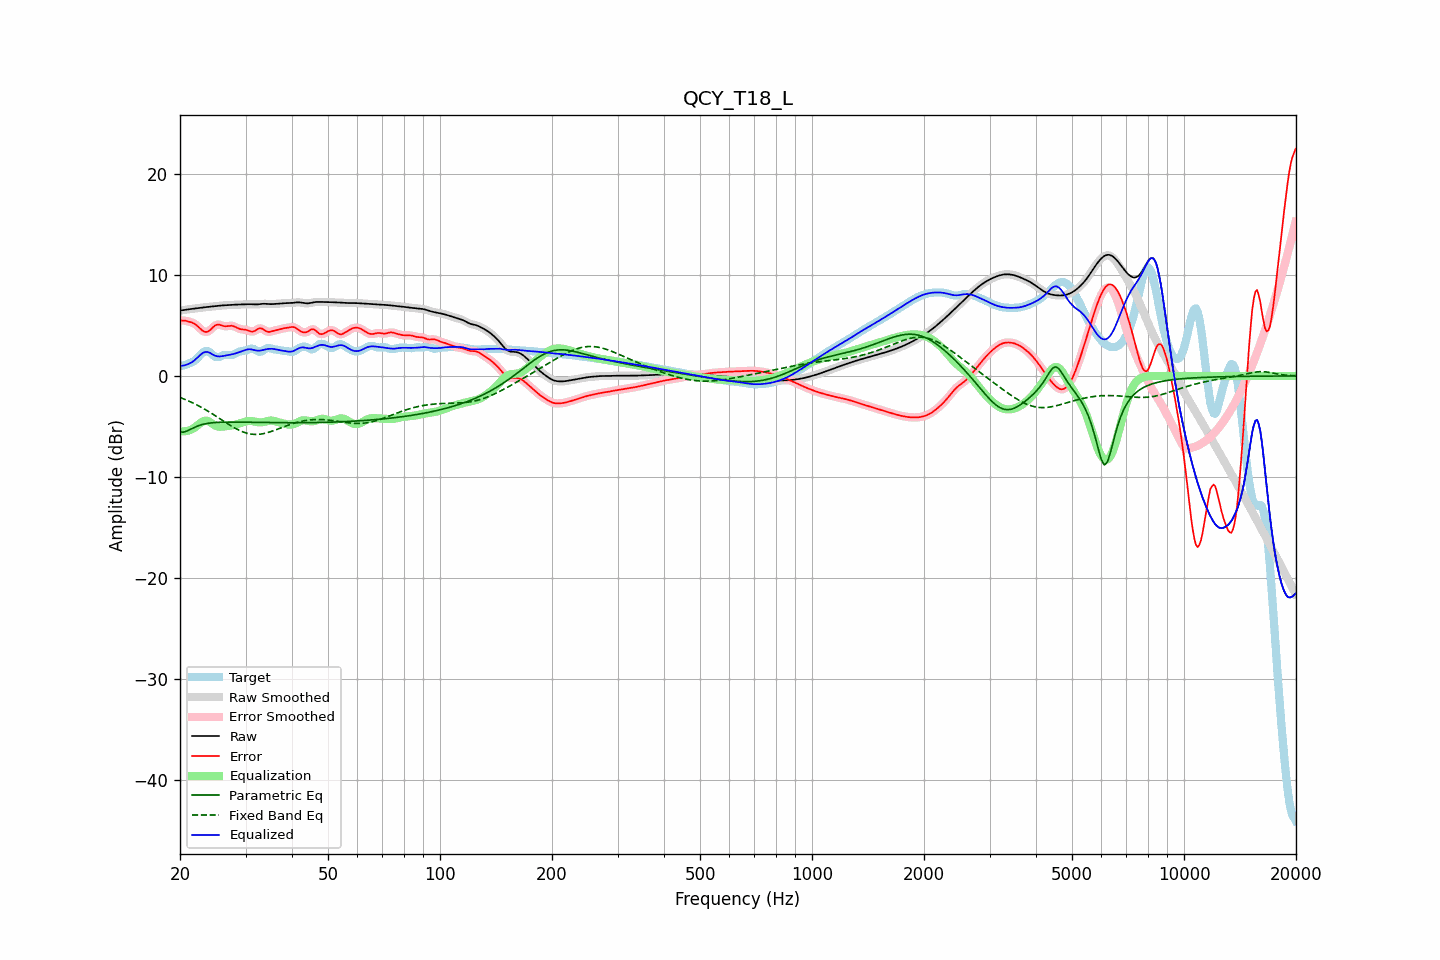 QCY_T18_L
Amplitude (dBr)
20
10
0
−10
−20
−30
−40
Target
Raw Smoothed
Error Smoothed
Raw
Error
Equalization
Parametric Eq
Fixed Band Eq
Equalized
20 50 100 200 500 1000 2000 5000 10000 20000
Frequency (Hz)